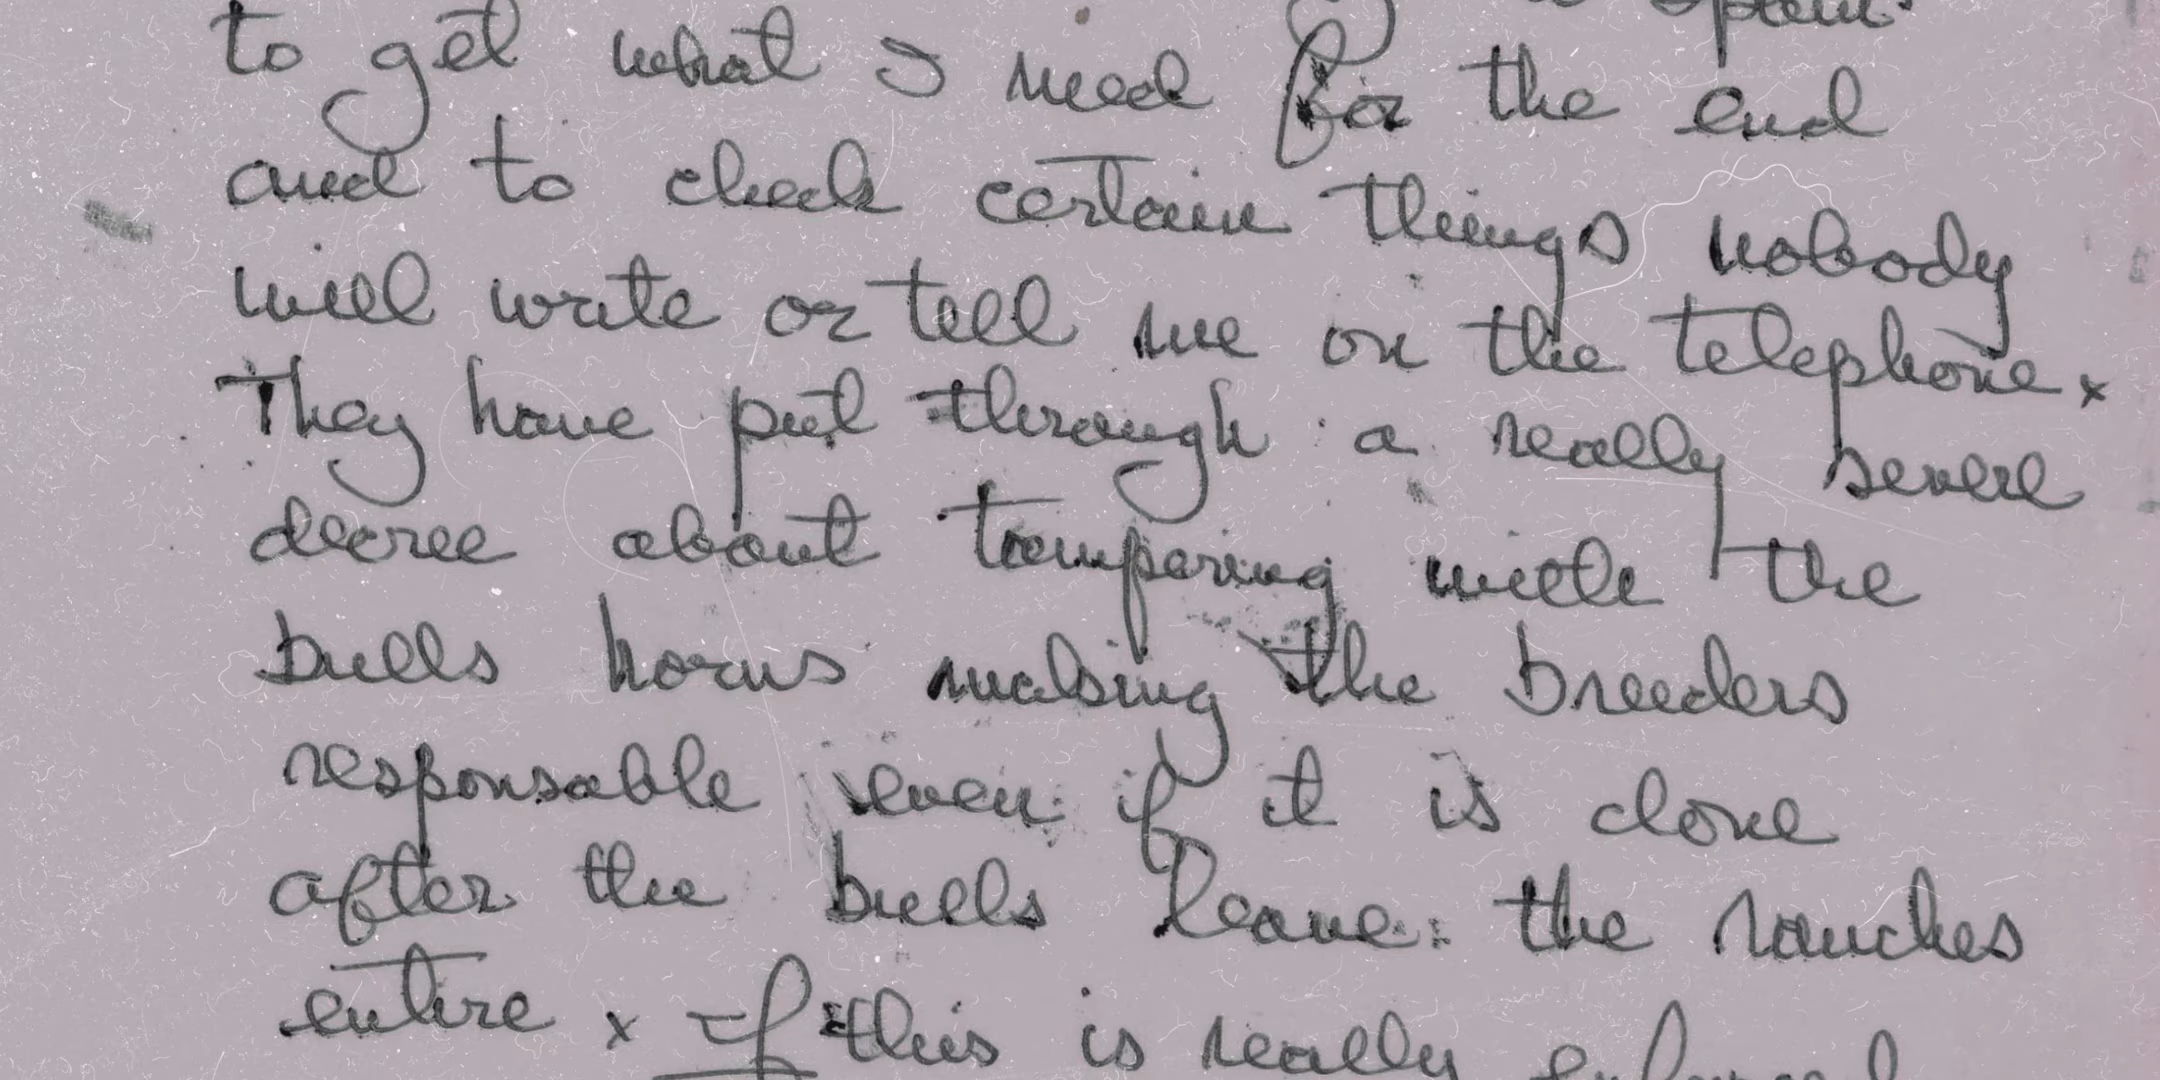 to get what I need for the end
and to check certain things nobody
will write or tell me on the telephone x
They have put through a really severe
decree about tampering with the
bulls horns making the breeders
responsable even if it is done
after the bulls leave the ranches
entire x If this is really